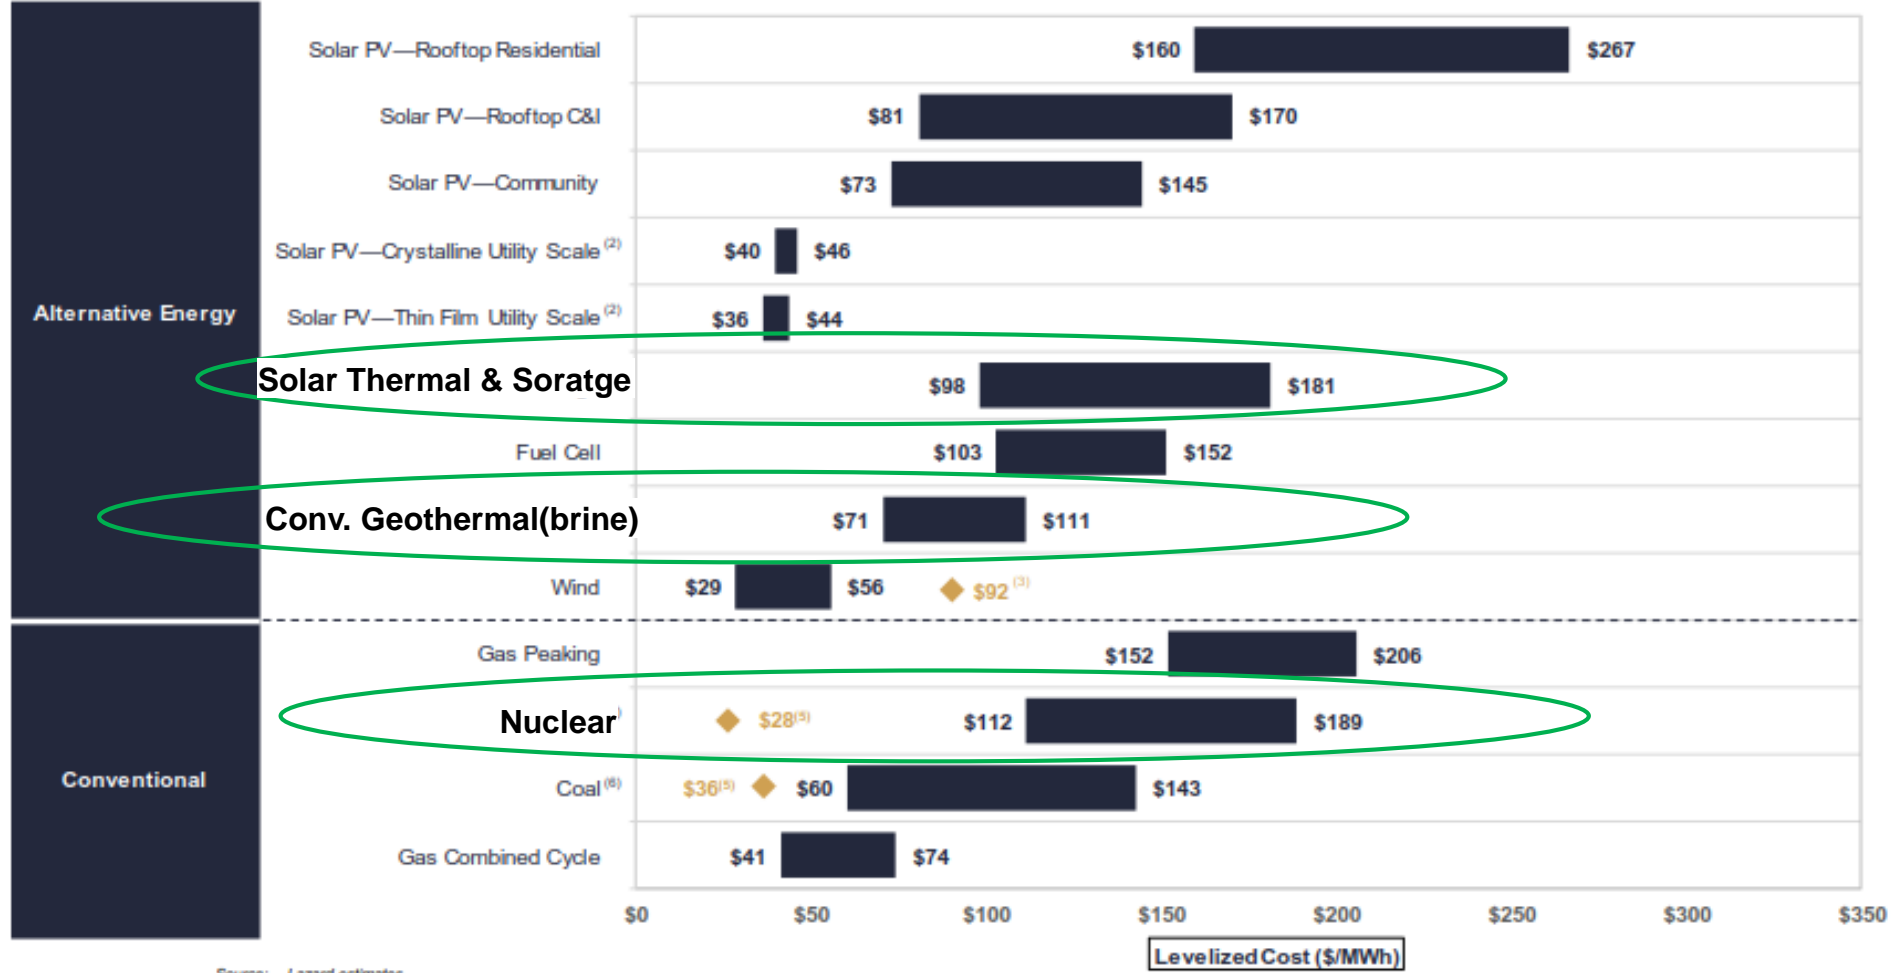 Alternative Energy
Solar PV—Rooftop Residential $160 $267
Solar PV—Rooftop C&I $81 $170
Solar PV—Community $73 $145
Solar PV—Crystalline Utility Scale (2) $40 $46
Solar PV—Thin Film Utility Scale (2) $36 $44
Solar Thermal & Soratge $98 $181
Fuel Cell $103 $152
Conv. Geothermal(brine) $71 $111
Wind $29 $56 $92 (3)
Conventional
Gas Peaking $152 $206
Nuclear $28(5) $112 $189
Coal (6) $36(5) $60 $143
Gas Combined Cycle $41 $74
$0 $50 $100 $150 $200 $250 $300 $350
Levelized Cost ($/MWh)
Source: Lazard estimates